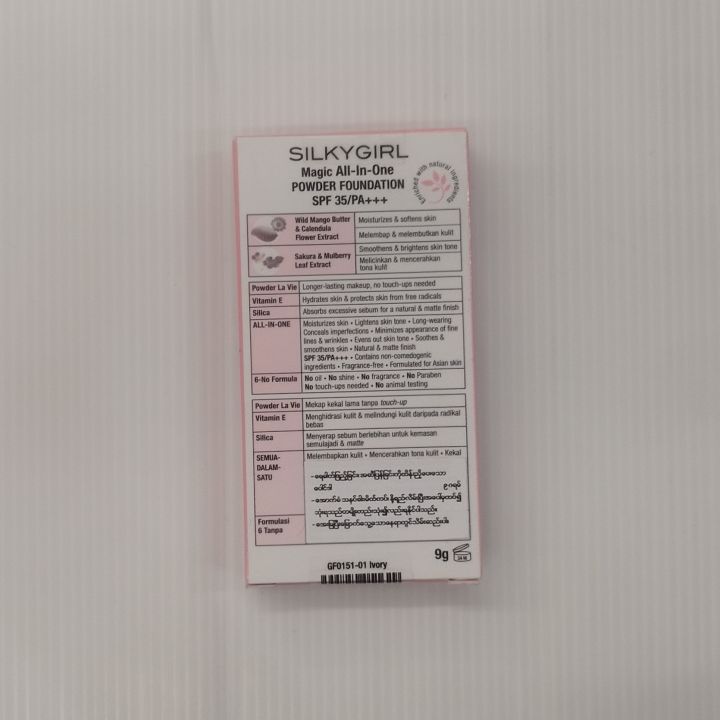 SILKYGIRL
Magic All-In-One
POWDER FOUNDATION
SPF 35/PA+++
Enriched with natural ingredients
Wild Mango Butter
& Calendula
Flower Extract
Moisturizes & softens skin
Melembap & melembutkan kulit
Sakura & Mulberry
Leaf Extract
Smoothens & brightens skin tone
Melicinkan & mencerahkan
tona kulit
Powder La Vie Longer-lasting makeup, no touch-ups needed
Vitamin E Hydrates skin & protects skin from free radicals
Silica Absorbs excessive sebum for a natural & matte finish
ALL-IN-ONE Moisturizes skin • Lightens skin tone • Long-wearing
Conceals imperfections • Minimizes appearance of fine
lines & wrinkles • Evens out skin tone • Soothes &
smoothens skin • Natural & matte finish
SPF 35/PA+++ • Contains non-comedogenic
ingredients • Fragrance-free • Formulated for Asian skin
6-No Formula No oil • No shine • No fragrance • No Paraben
No touch-ups needed • No animal testing
Powder La Vie Mekap kekal lama tanpa touch-up
Vitamin E Menghidrasi kulit & melindungi kulit daripada radikal
bebas
Silica Menyerap sebum berlebihan untuk kemasan
semulajadi & matte
SEMUA-
DALAM-
SATU
Melembapkan kulit • Mencerahkan tona kulit • Kekal
၉ ဂရမ်
Formulasi
6 Tanpa
9g
24 M
GF0151-01 Ivory